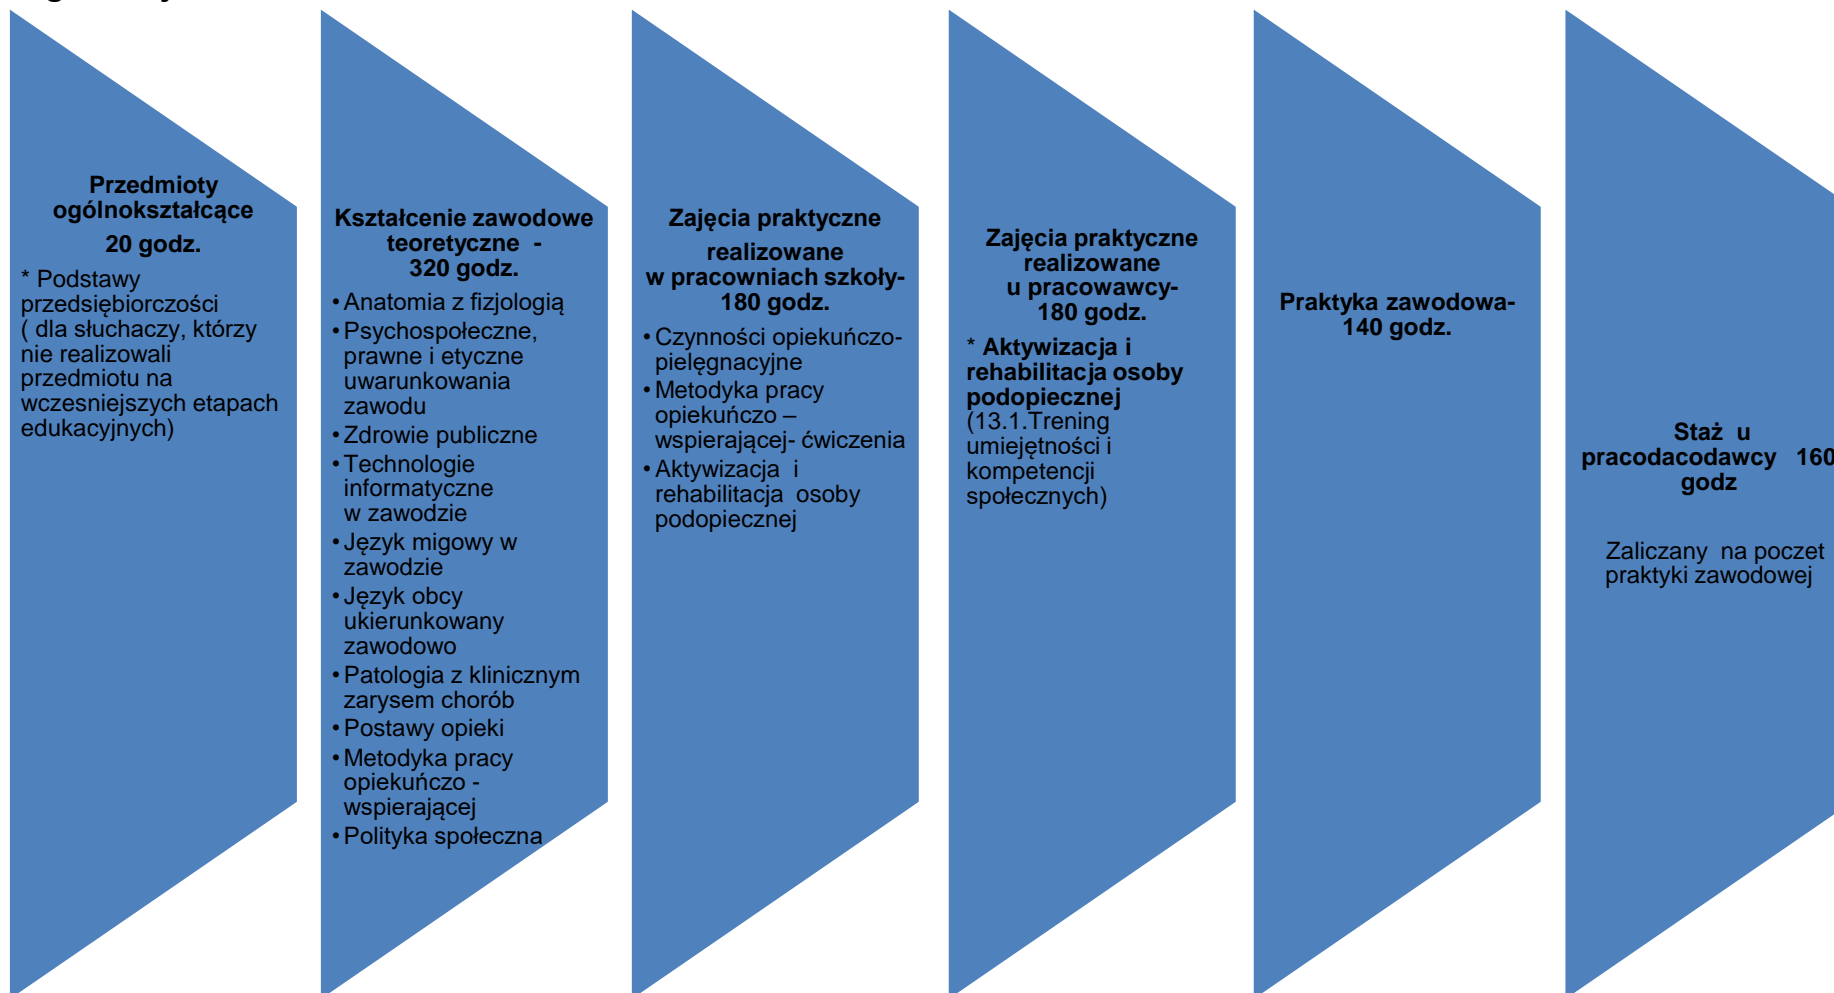 Przedmioty
ogólnokształcące
20 godz.
* Podstawy
przedsiębiorczości
( dla słuchaczy, którzy
nie realizowali
przedmiotu na
wczesniejszych etapach
edukacyjnych)
Kształcenie zawodowe
teoretyczne -
320 godz.
• Anatomia z fizjologią
• Psychospołeczne,
prawne i etyczne
uwarunkowania
zawodu
• Zdrowie publiczne
• Technologie
informatyczne
w zawodzie
• Język migowy w
zawodzie
• Język obcy
ukierunkowany
zawodowo
• Patologia z klinicznym
zarysem chorób
• Postawy opieki
• Metodyka pracy
opiekuńczo -
wspierającej
• Polityka społeczna
Zajęcia praktyczne
realizowane
w pracowniach szkoły-
180 godz.
• Czynności opiekuńczo-
pielęgnacyjne
• Metodyka pracy
opiekuńczo –
wspierającej- ćwiczenia
• Aktywizacja i
rehabilitacja osoby
podopiecznej
Zajęcia praktyczne
realizowane
u pracowawcy-
180 godz.
* Aktywizacja i
rehabilitacja osoby
podopiecznej
(13.1.Trening
umiejętności i
kompetencji
społecznych)
Praktyka zawodowa-
140 godz.
Staż u
pracodacodawcy 160
godz
Zaliczany na poczet
praktyki zawodowej